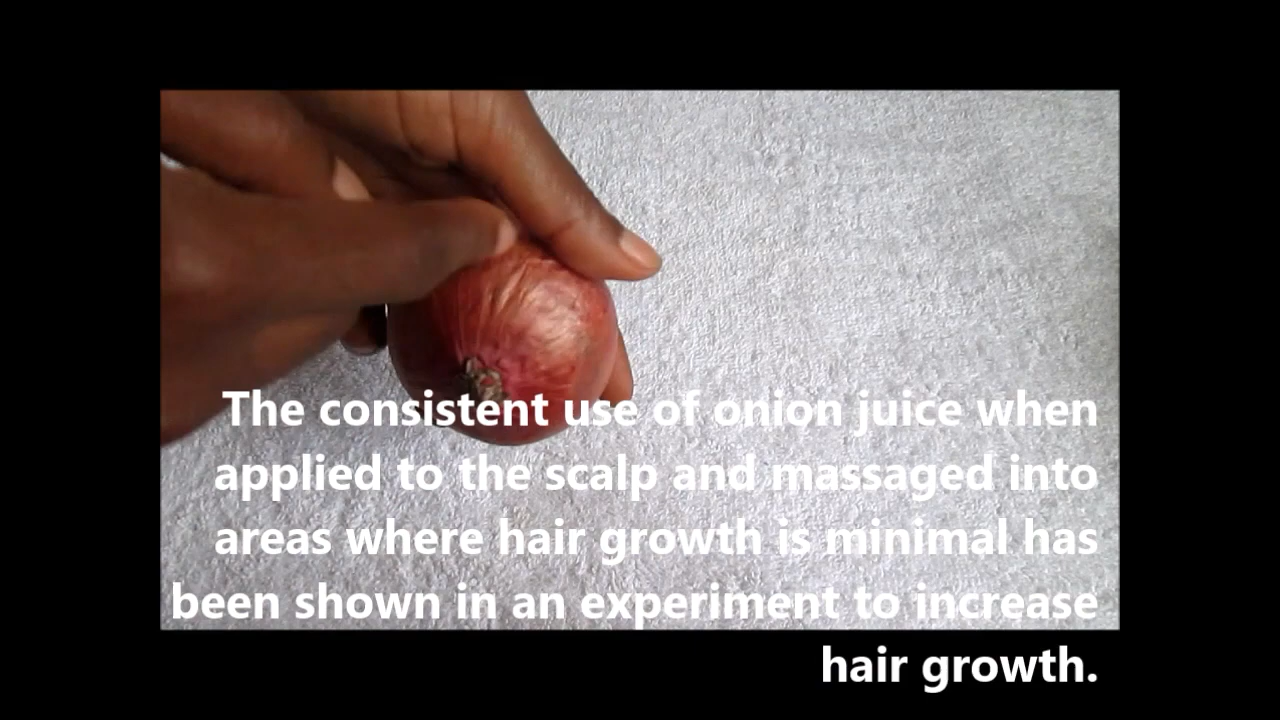 The consistent use of onion juice when
applied to the scalp and massaged into
areas where hair growth is minimal has
been shown in an experiment to increase
hair growth.